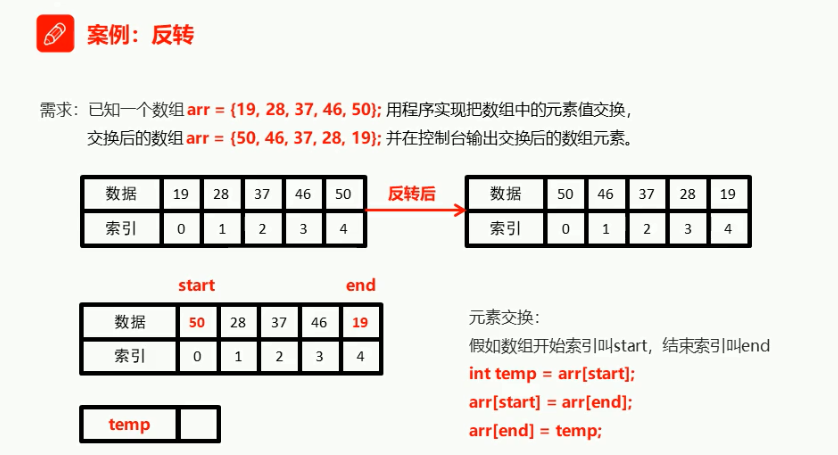 案例：反转
需求：已知一个数组 arr = {19, 28, 37, 46, 50}; 用程序实现把数组中的元素值交换，
交换后的数组 arr = {50, 46, 37, 28, 19}; 并在控制台输出交换后的数组元素。
数据 19 28 37 46 50
索引 0 1 2 3 4
反转后
数据 50 46 37 28 19
索引 0 1 2 3 4
start end
数据 50 28 37 46 19
索引 0 1 2 3 4
temp
元素交换：
假如数组开始索引叫start，结束索引叫end
int temp = arr[start];
arr[start] = arr[end];
arr[end] = temp;